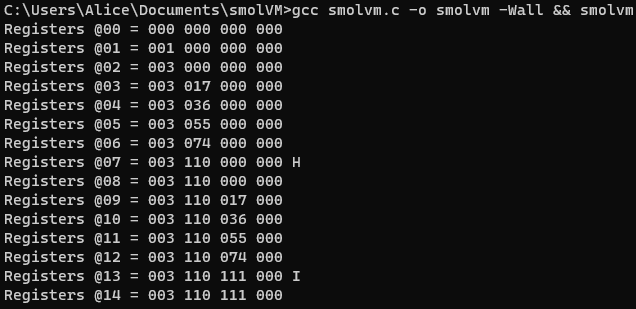 C:\Users\Alice\Documents\smolVM>gcc smolvm.c -o smolvm -Wall && smolvm
Registers @00 = 000 000 000 000
Registers @01 = 001 000 000 000
Registers @02 = 003 000 000 000
Registers @03 = 003 017 000 000
Registers @04 = 003 036 000 000
Registers @05 = 003 055 000 000
Registers @06 = 003 074 000 000
Registers @07 = 003 110 000 000 H
Registers @08 = 003 110 000 000
Registers @09 = 003 110 017 000
Registers @10 = 003 110 036 000
Registers @11 = 003 110 055 000
Registers @12 = 003 110 074 000
Registers @13 = 003 110 111 000 I
Registers @14 = 003 110 111 000